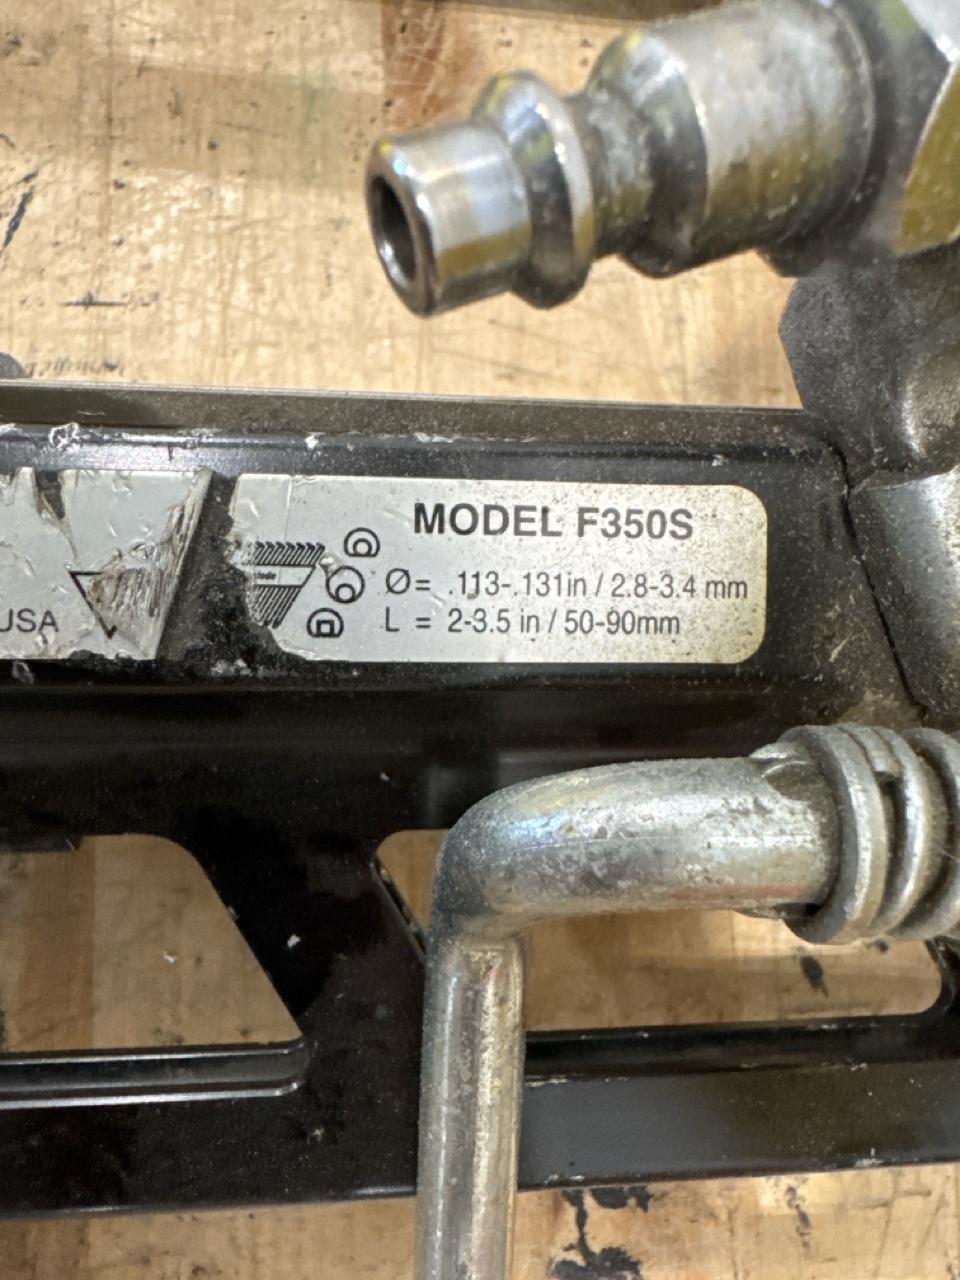 MODEL F350S
Ø= .113-.131in / 2.8-3.4 mm
L = 2-3.5 in / 50-90mm
USA